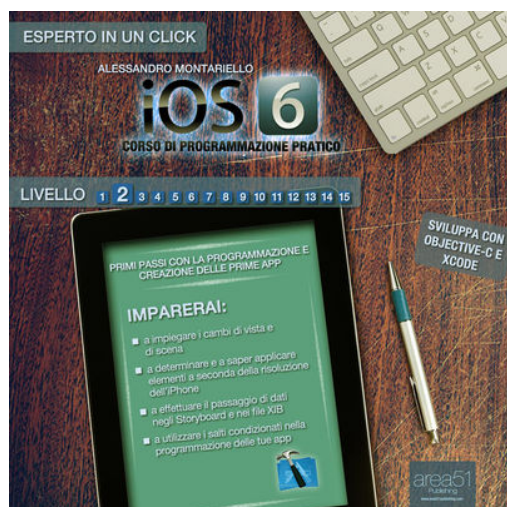 ESPERTO IN UN CLICK
ALESSANDRO MONTARIELLO
iOS 6
CORSO DI PROGRAMMAZIONE PRATICO
LIVELLO 1 2 3 4 5 6 7 8 9 10 11 12 13 14 15
SVILUPPA CON
OBJECTIVE-C E
XCODE
PRIMI PASSI CON LA PROGRAMMAZIONE E
CREAZIONE DELLE PRIME APP
IMPARERAI:
a impiegare i cambi di vista e
di scena
a determinare e a saper applicare
elementi a seconda della risoluzione
dell'iPhone
a effettuare il passaggio di dati
negli Storyboard e nei file XIB
a utilizzare i salti condizionati nella
programmazione delle tue app
area51
Publishing